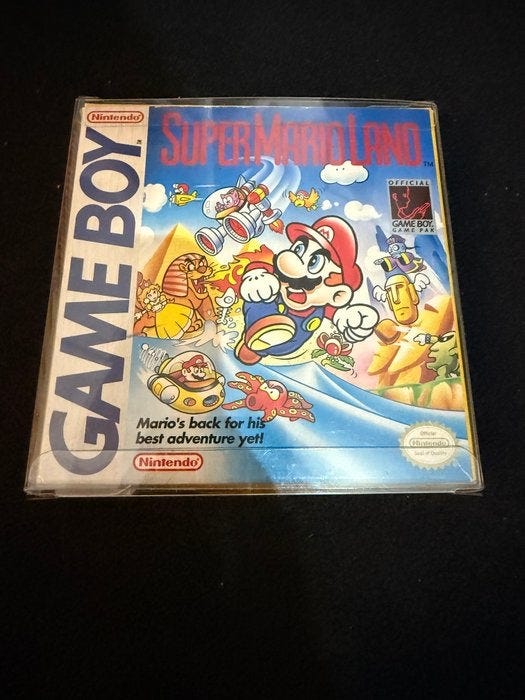 Nintendo
GAME BOY
TM
SUPER MARIO LAND
TM
OFFICIAL
GAME BOY
GAME PAK
M
Mario's back for his
best adventure yet!
Nintendo
Official
Nintendo
Seal of Quality